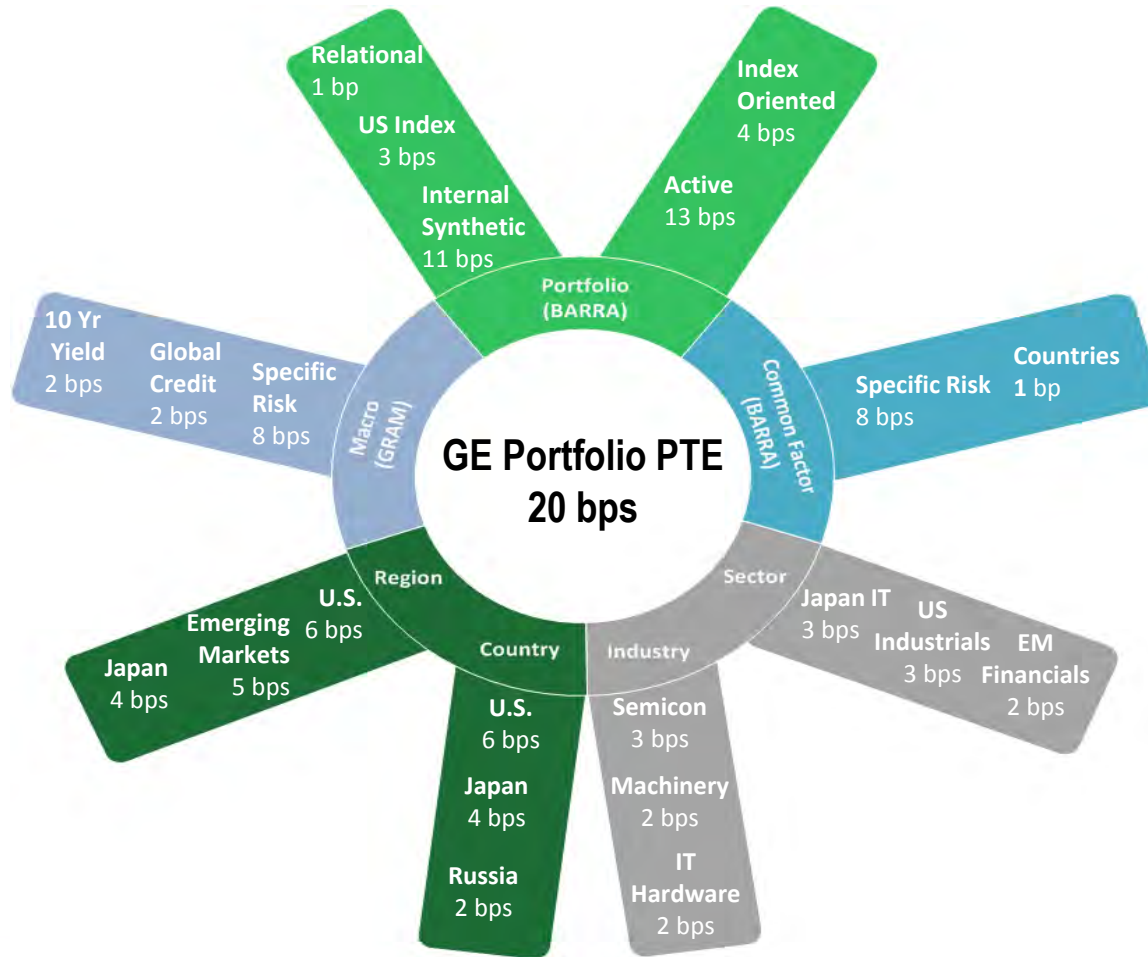 Relational
1 bp
US Index
3 bps
Internal
Synthetic
11 bps
Index
Oriented
4 bps
Active
13 bps
Portfolio
(BARRA)
10 Yr
Yield
2 bps
Global
Credit
2 bps
Specific
Risk
8 bps
Macro
(GRAM)
Common Factor
(BARRA)
Specific Risk
8 bps
Countries
1 bp
GE Portfolio PTE
20 bps
Region
Country
Industry
Sector
U.S.
6 bps
Emerging
Markets
5 bps
Japan
4 bps
U.S.
6 bps
Japan
4 bps
Russia
2 bps
Semicon
3 bps
Machinery
2 bps
IT
Hardware
2 bps
Japan IT
3 bps
US
Industrials
3 bps
EM
Financials
2 bps